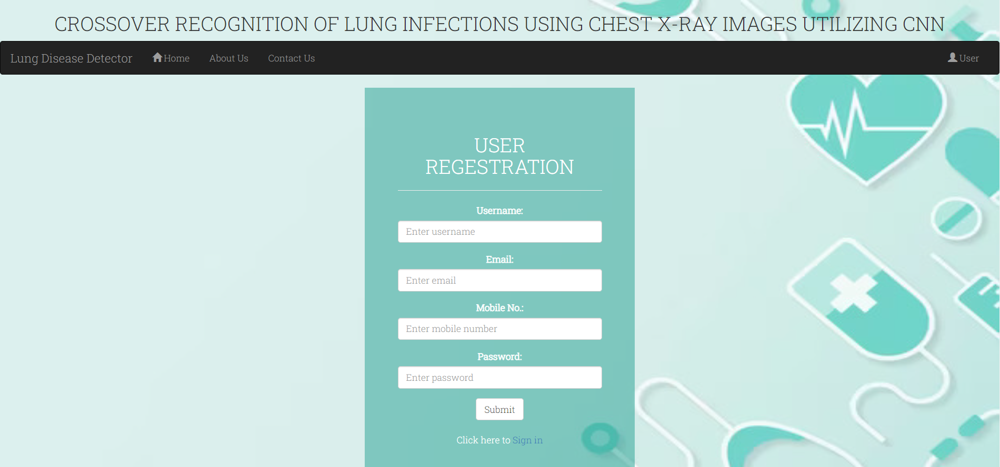 CROSSOVER RECOGNITION OF LUNG INFECTIONS USING CHEST X-RAY IMAGES UTILIZING CNN
Lung Disease Detector Home About Us Contact Us User
USER
REGESTRATION
Username:
Enter username
Email:
Enter email
Mobile No.:
Enter mobile number
Password:
Enter password
Submit
Click here to Sign in